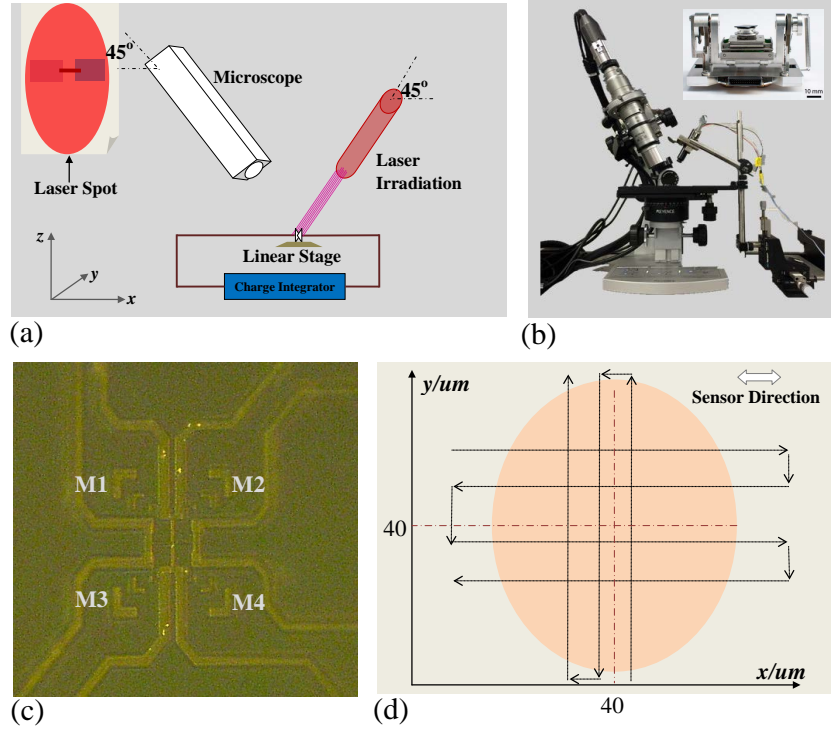 45°
Microscope
45°
Laser
Irradiation
Laser Spot
z
y
x
Linear Stage
Charge Integrator
(a)
10 mm
KEYENCE
(b)
M1
M2
M3
M4
(c)
y/um
Sensor Direction
40
x/um
40
(d)